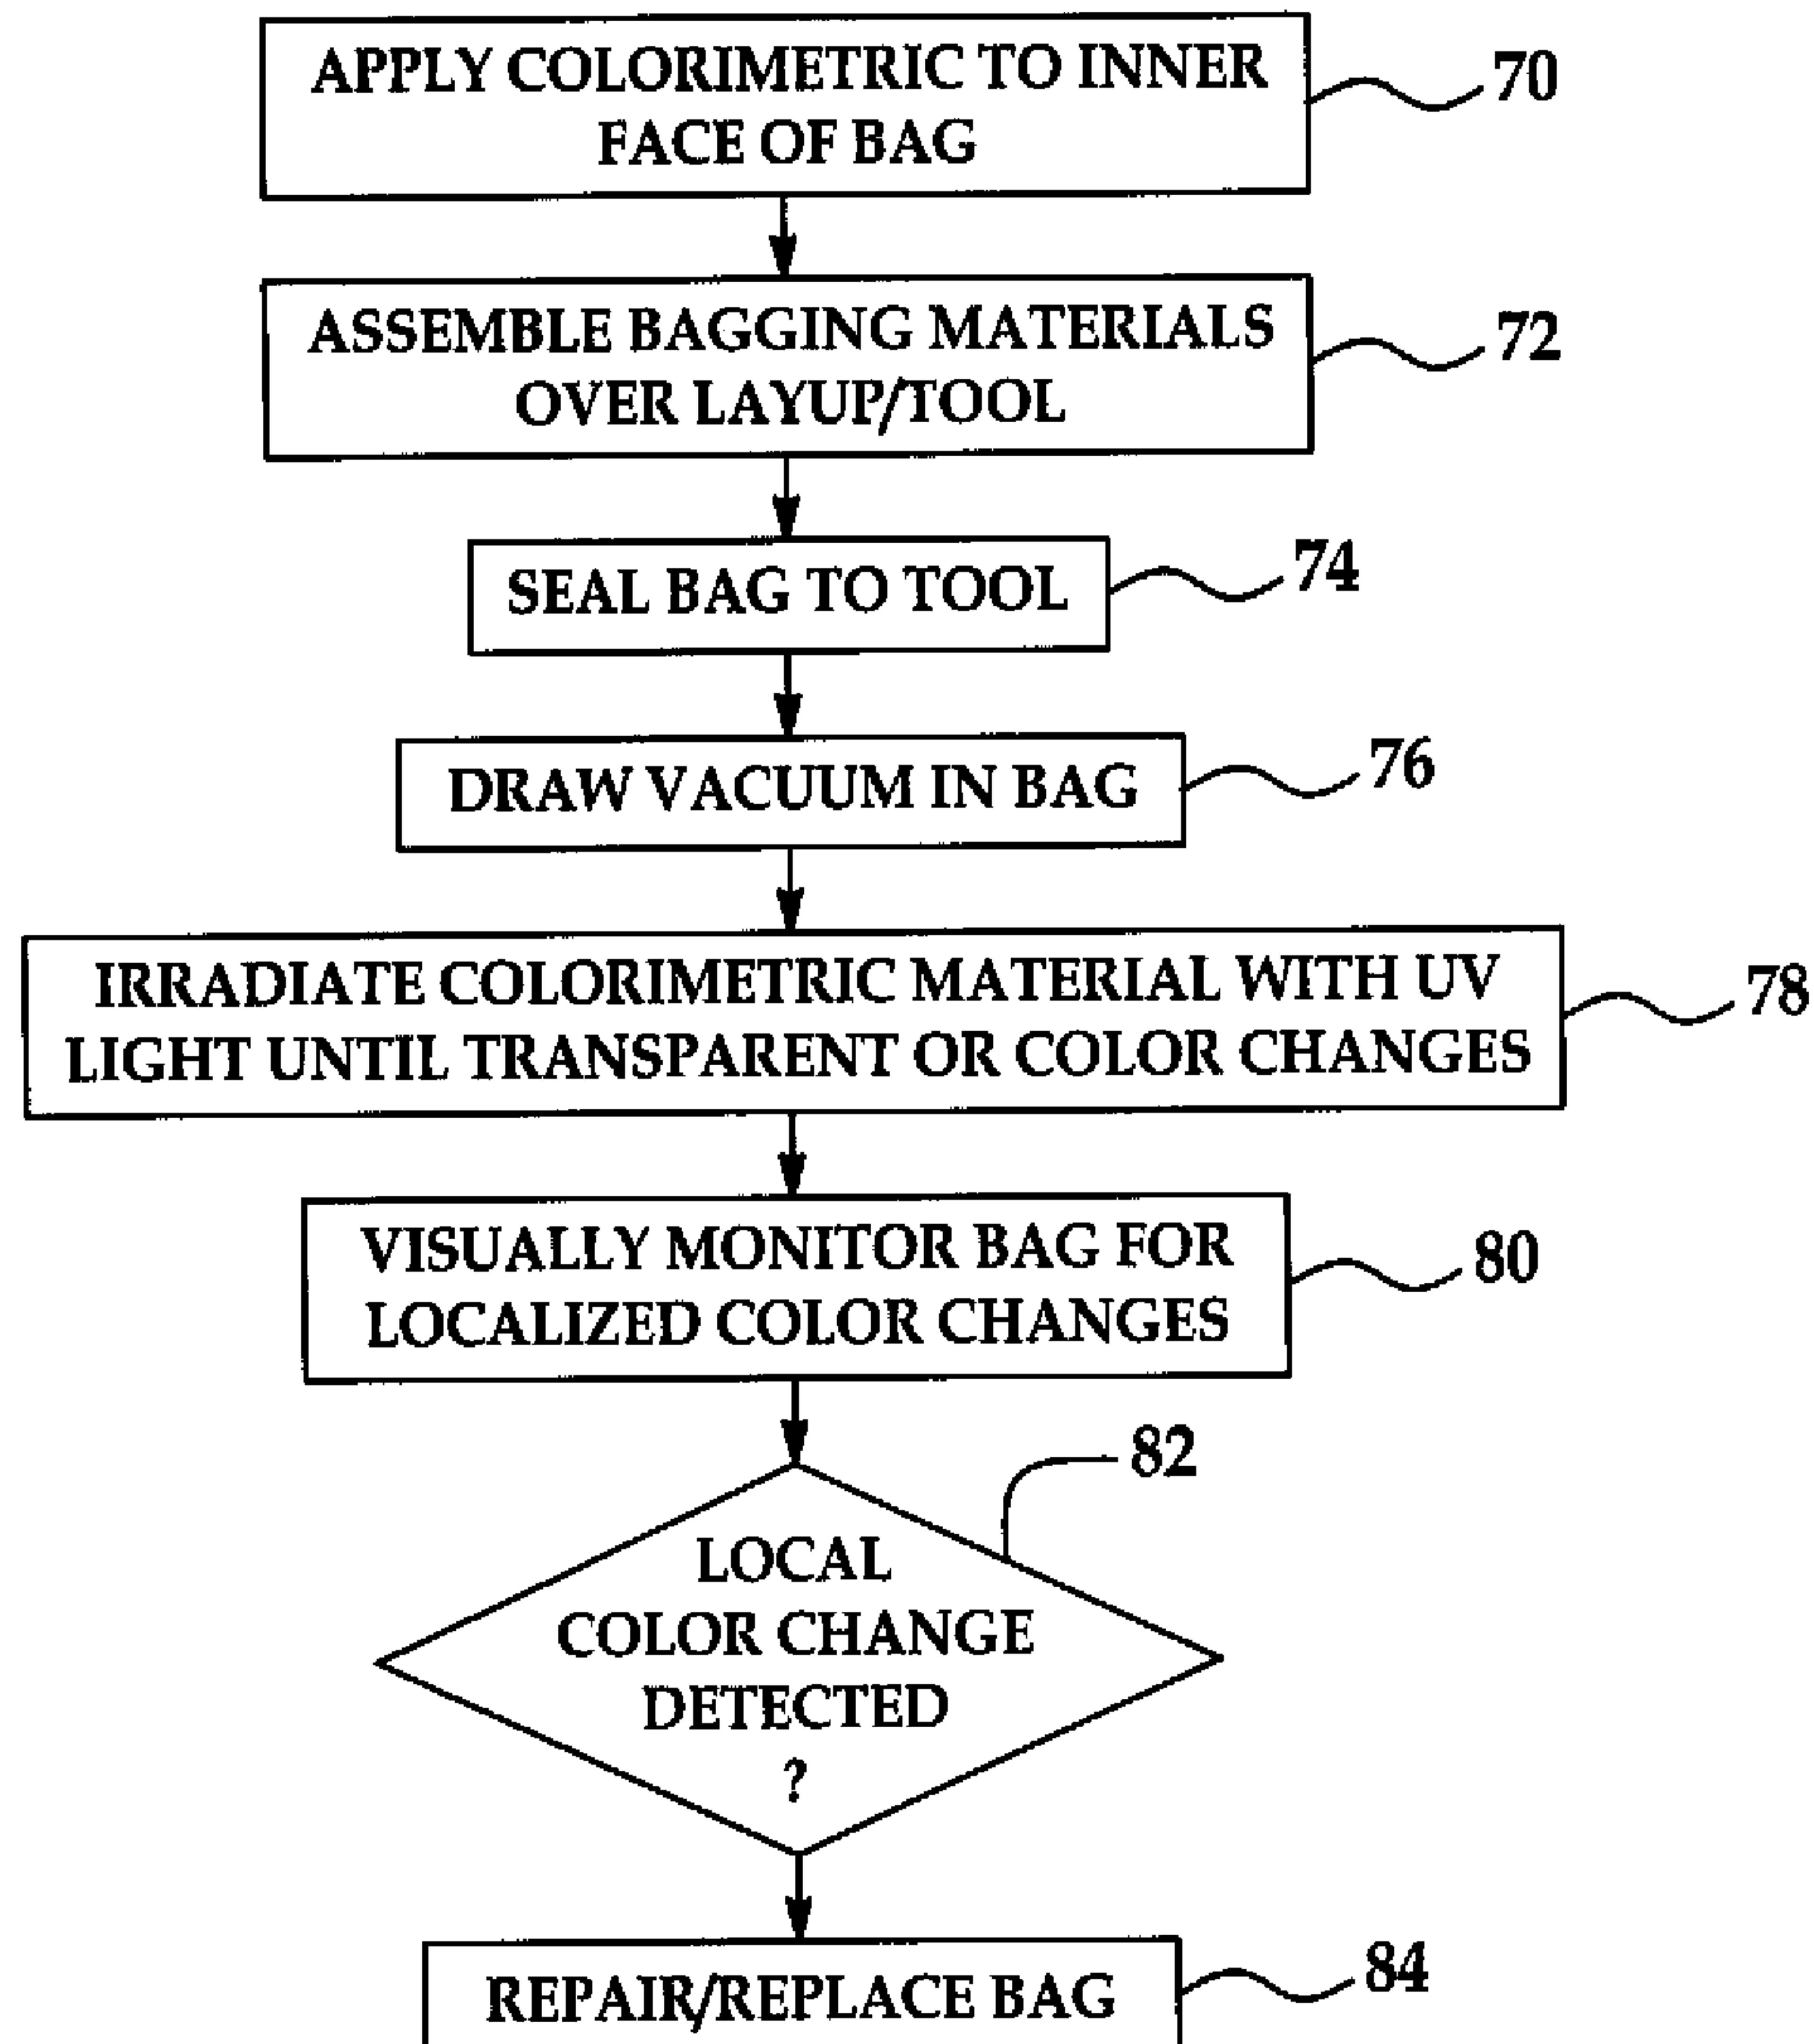 APPLY COLORIMETRIC TO INNER
FACE OF BAG
70
ASSEMBLE BAGGING MATERIALS
OVER LAYUP/TOOL
72
SEAL BAG TO TOOL
74
DRAW VACUUM IN BAG
76
IRRADIATE COLORIMETRIC MATERIAL WITH UV
LIGHT UNTIL TRANSPARENT OR COLOR CHANGES
78
VISUALLY MONITOR BAG FOR
LOCALIZED COLOR CHANGES
80
82
LOCAL
COLOR CHANGE
DETECTED
?
REPAIR/REPLACE BAG
84